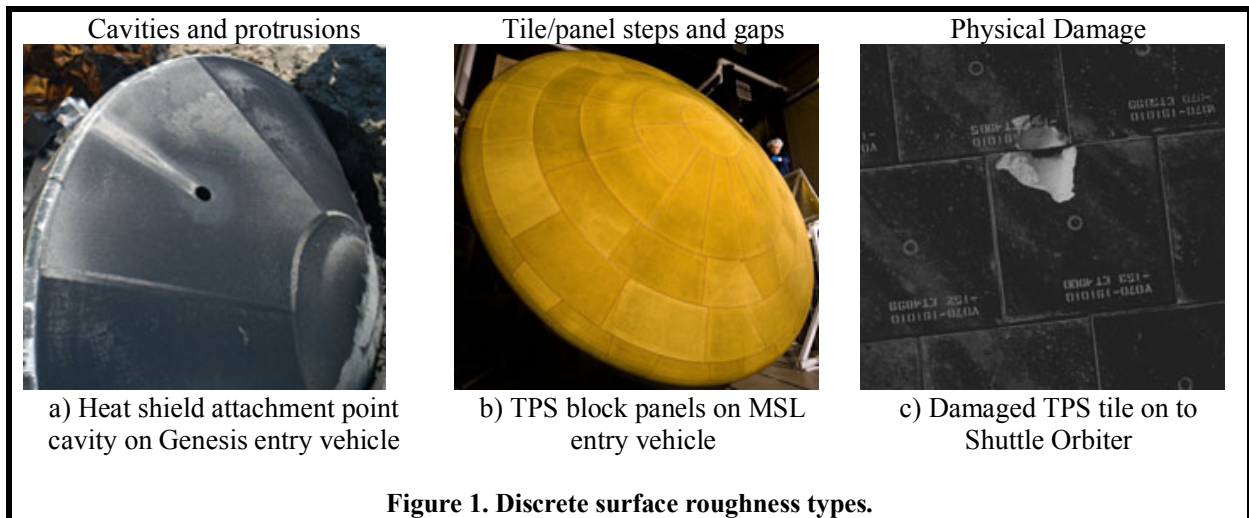 Cavities and protrusions
Tile/panel steps and gaps
Physical Damage
a) Heat shield attachment point
cavity on Genesis entry vehicle
b) TPS block panels on MSL
entry vehicle
c) Damaged TPS tile on to
Shuttle Orbiter
Figure 1. Discrete surface roughness types.